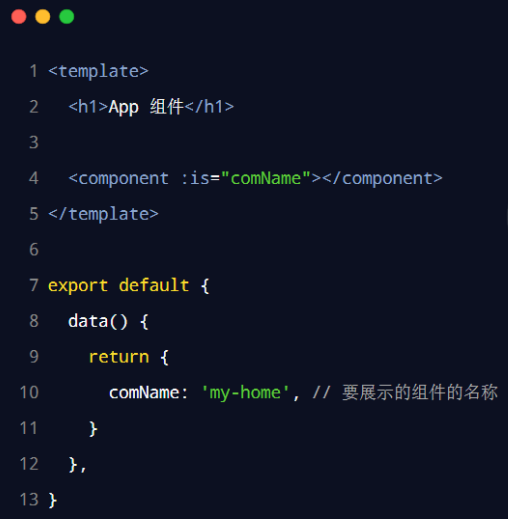 1 <template>
2   <h1>App 组件</h1>
3
4   <component :is="comName"></component>
5 </template>
6
7 export default {
8   data() {
9     return {
10       comName: 'my-home', // 要展示的组件的名称
11     }
12   },
13 }